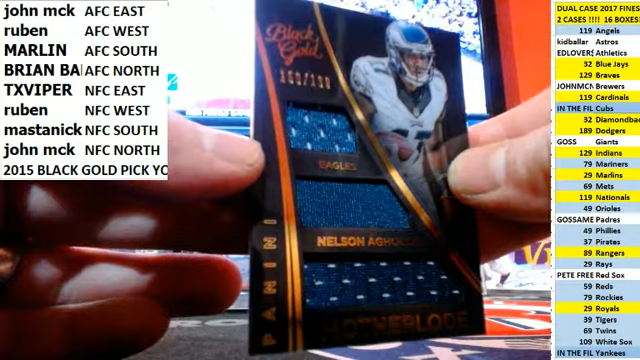 john mck AFC EAST
ruben AFC WEST
MARLIN AFC SOUTH
BRIAN BA AFC NORTH
TXVIPER NFC EAST
ruben NFC WEST
mastanick NFC SOUTH
john mck NFC NORTH
2015 BLACK GOLD PICK YO
Black Gold
EAGLES
NELSON AGHOL
PANINI
DUAL CASE 2017 FINES
2 CASES !!!! 16 BOXES
119 Angels
kidballar Astros
EDLOVERS Athletics
32 Blue Jays
129 Braves
JOHNMCN Brewers
119 Cardinals
IN THE FIL Cubs
32 Diamondba
189 Dodgers
GOSS Giants
129 Indians
79 Mariners
29 Marlins
69 Mets
119 Nationals
49 Orioles
GOSSAME Padres
49 Phillies
37 Pirates
89 Rangers
29 Rays
PETE FREE Red Sox
59 Reds
79 Rockies
29 Royals
39 Tigers
69 Twins
109 White Sox
IN THE FIL Yankees